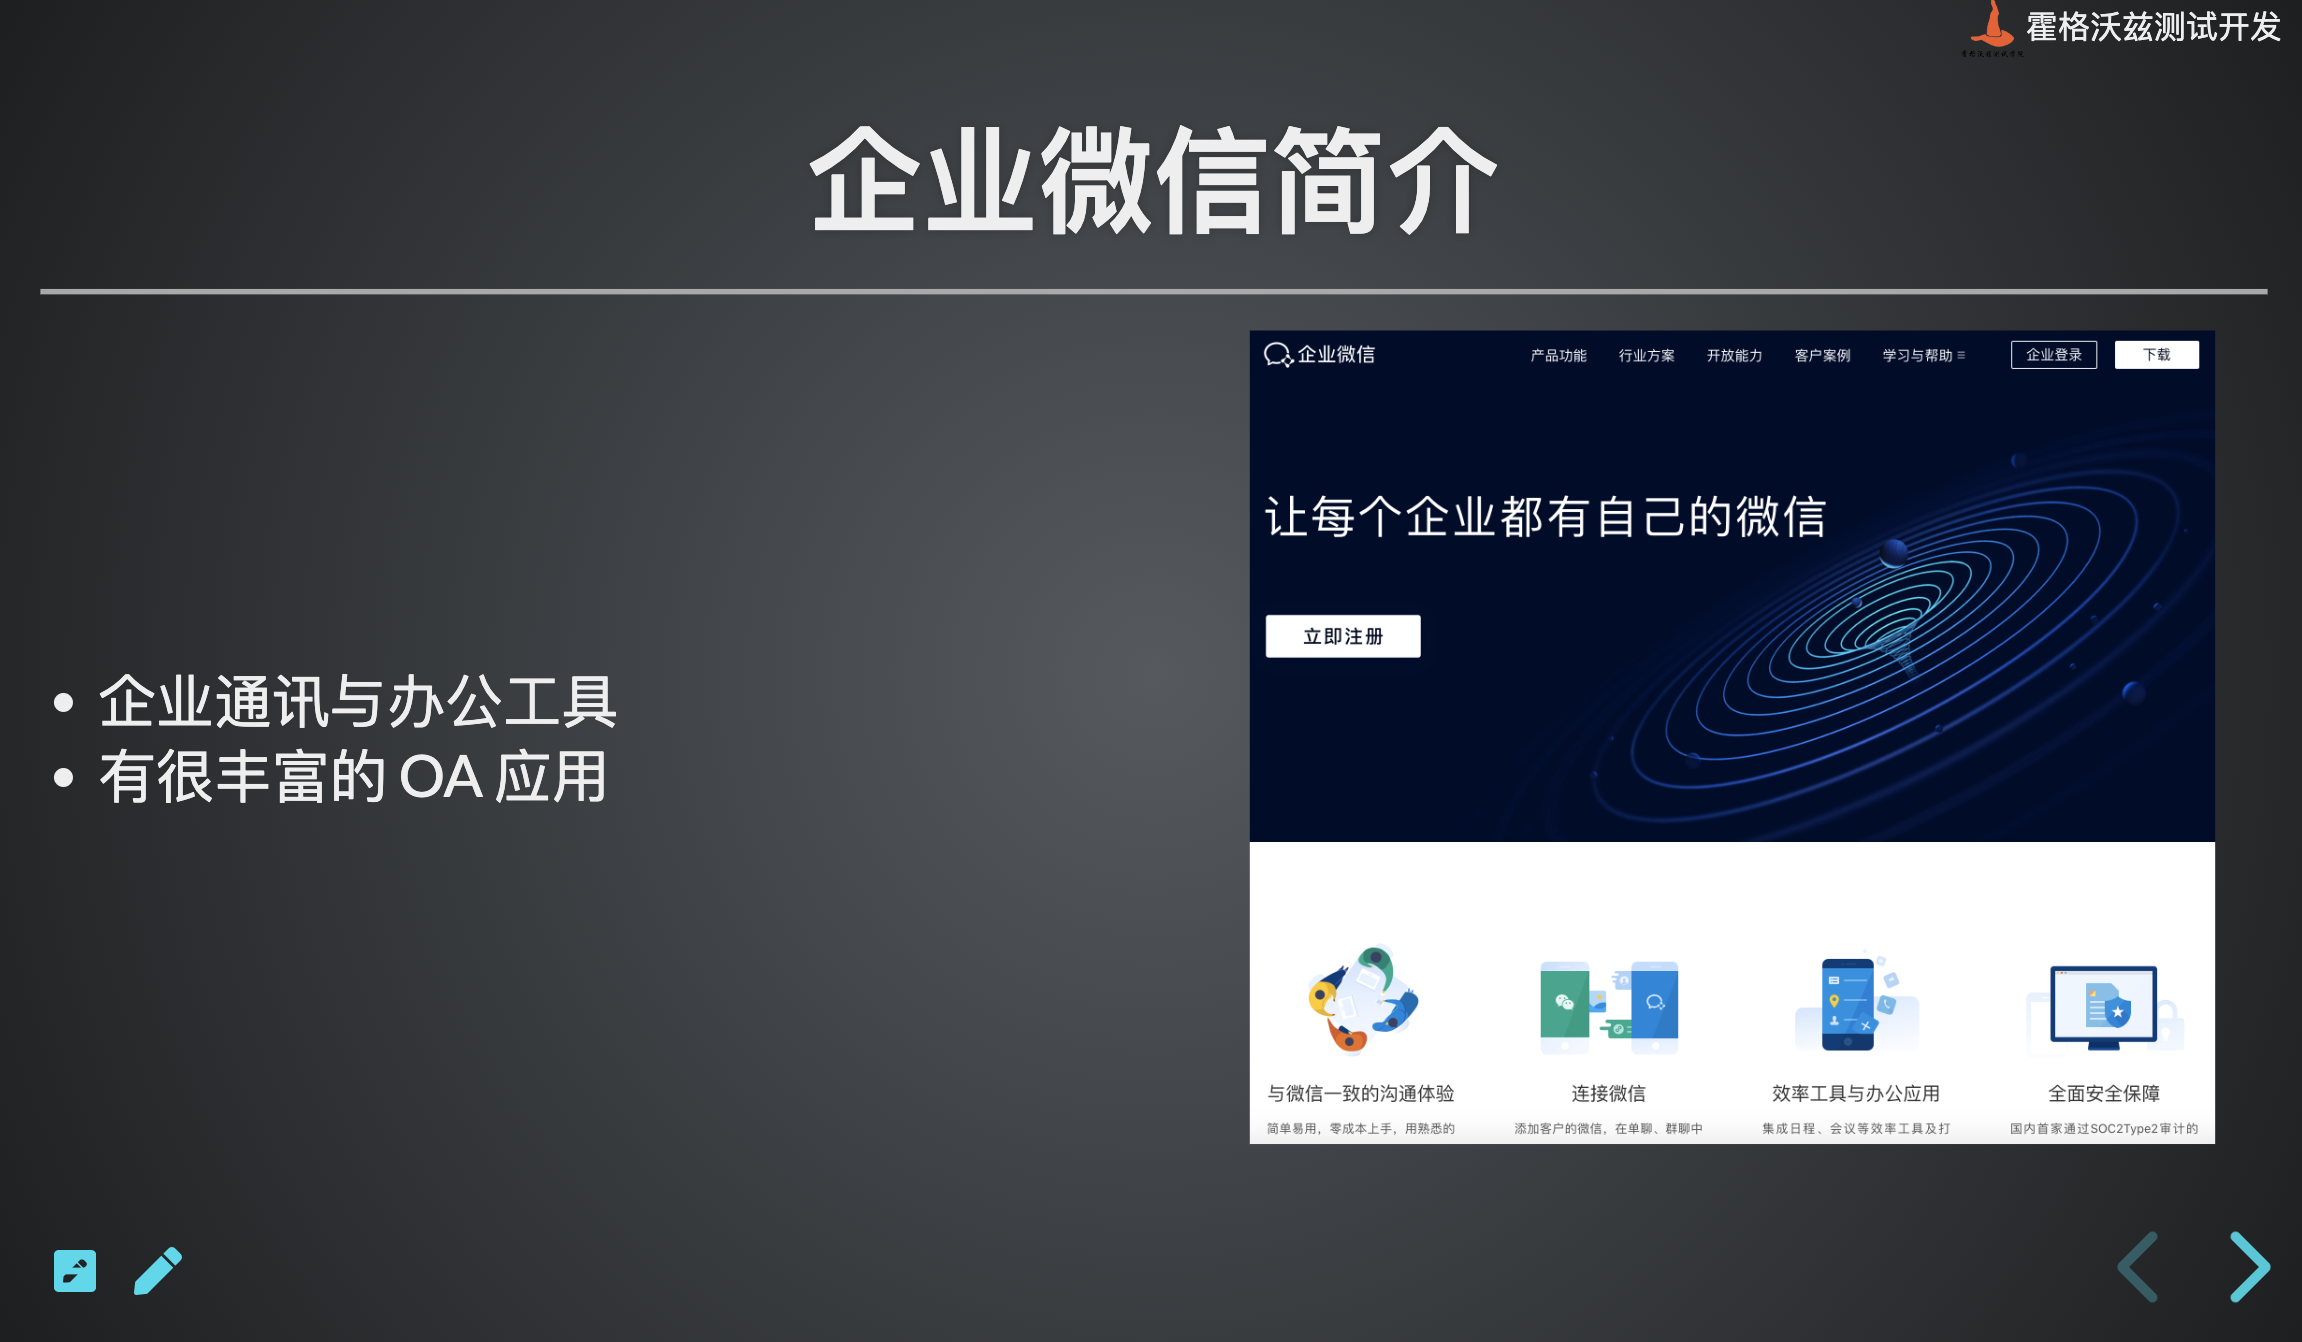 霍格沃兹测试开发
霍格沃兹测试学院
企业微信简介
企业通讯与办公工具
有很丰富的 OA 应用
企业微信
产品功能 行业方案 开放能力 客户案例 学习与帮助 企业登录 下载
让每个企业都有自己的微信
立即注册
与微信一致的沟通体验 连接微信 效率工具与办公应用 全面安全保障
简单易用，零成本上手，用熟悉的 添加客户的微信，在单聊、群聊中 集成日程、会议等效率工具及打 国内首家通过SOC2Type2审计的